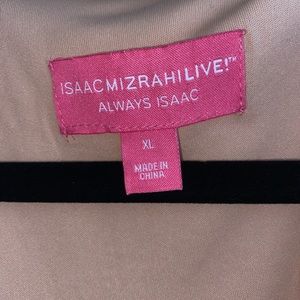 ISAACMIZRAHILIVE!™
ALWAYS ISAAC
XL
MADE IN
CHINA